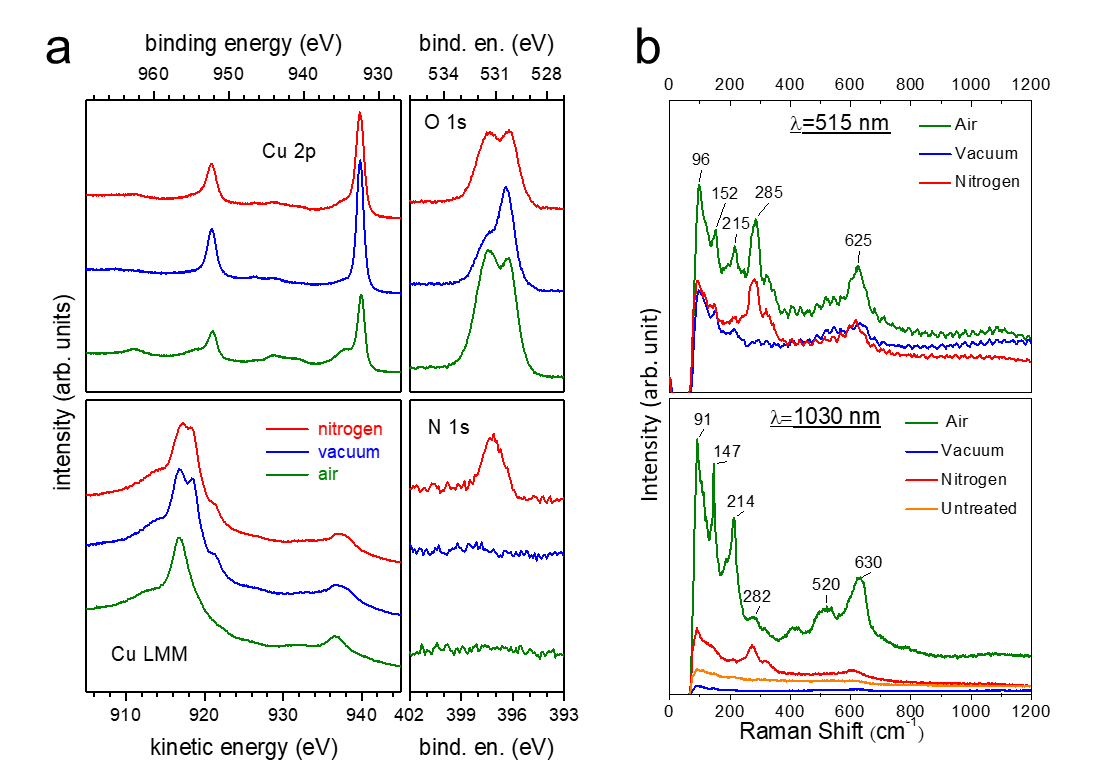 a
binding energy (eV)
bind. en. (eV)
960 950 940 930
534 531 528
Cu 2p
O 1s
intensity (arb. units)
nitrogen
vacuum
air
N 1s
Cu LMM
910 920 930 940
402 399 396 393
kinetic energy (eV)
bind. en. (eV)
b
0 200 400 600 800 1000 1200
λ=515 nm
Air
Vacuum
Nitrogen
96
152
215
285
625
Intensity (arb. unit)
λ=1030 nm
Air
Vacuum
Nitrogen
Untreated
91
147
214
282
520
630
0 200 400 600 800 1000 1200
Raman Shift (cm⁻¹)